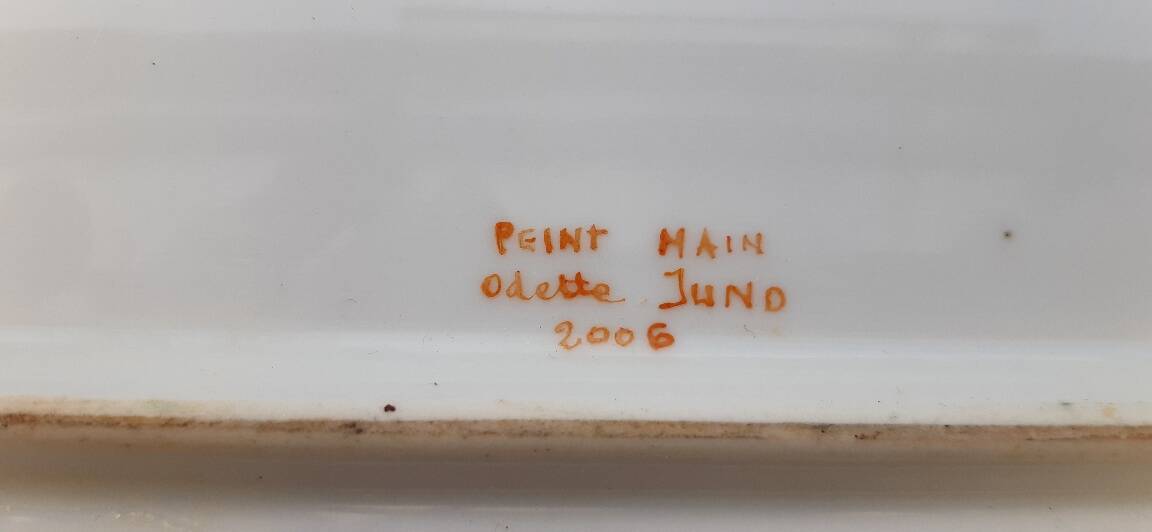 PEINT MAIN
Odette JUND
2006